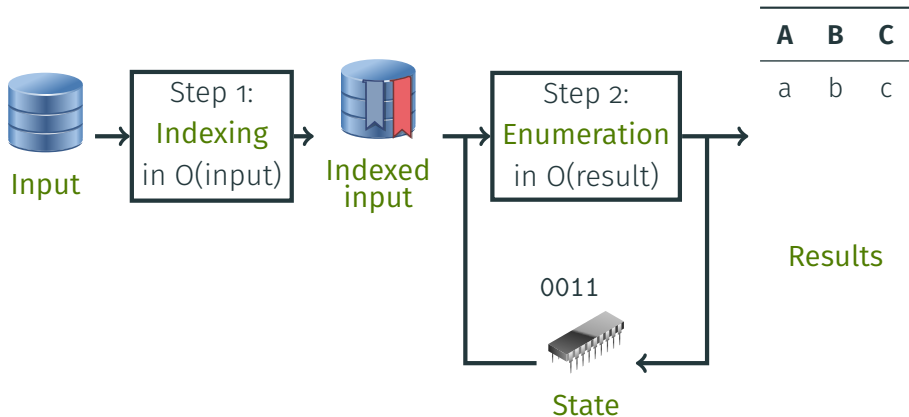 A B C
a b c
Step 1:
Indexing
in O(input)
Input
Indexed
input
Step 2:
Enumeration
in O(result)
Results
0011
State